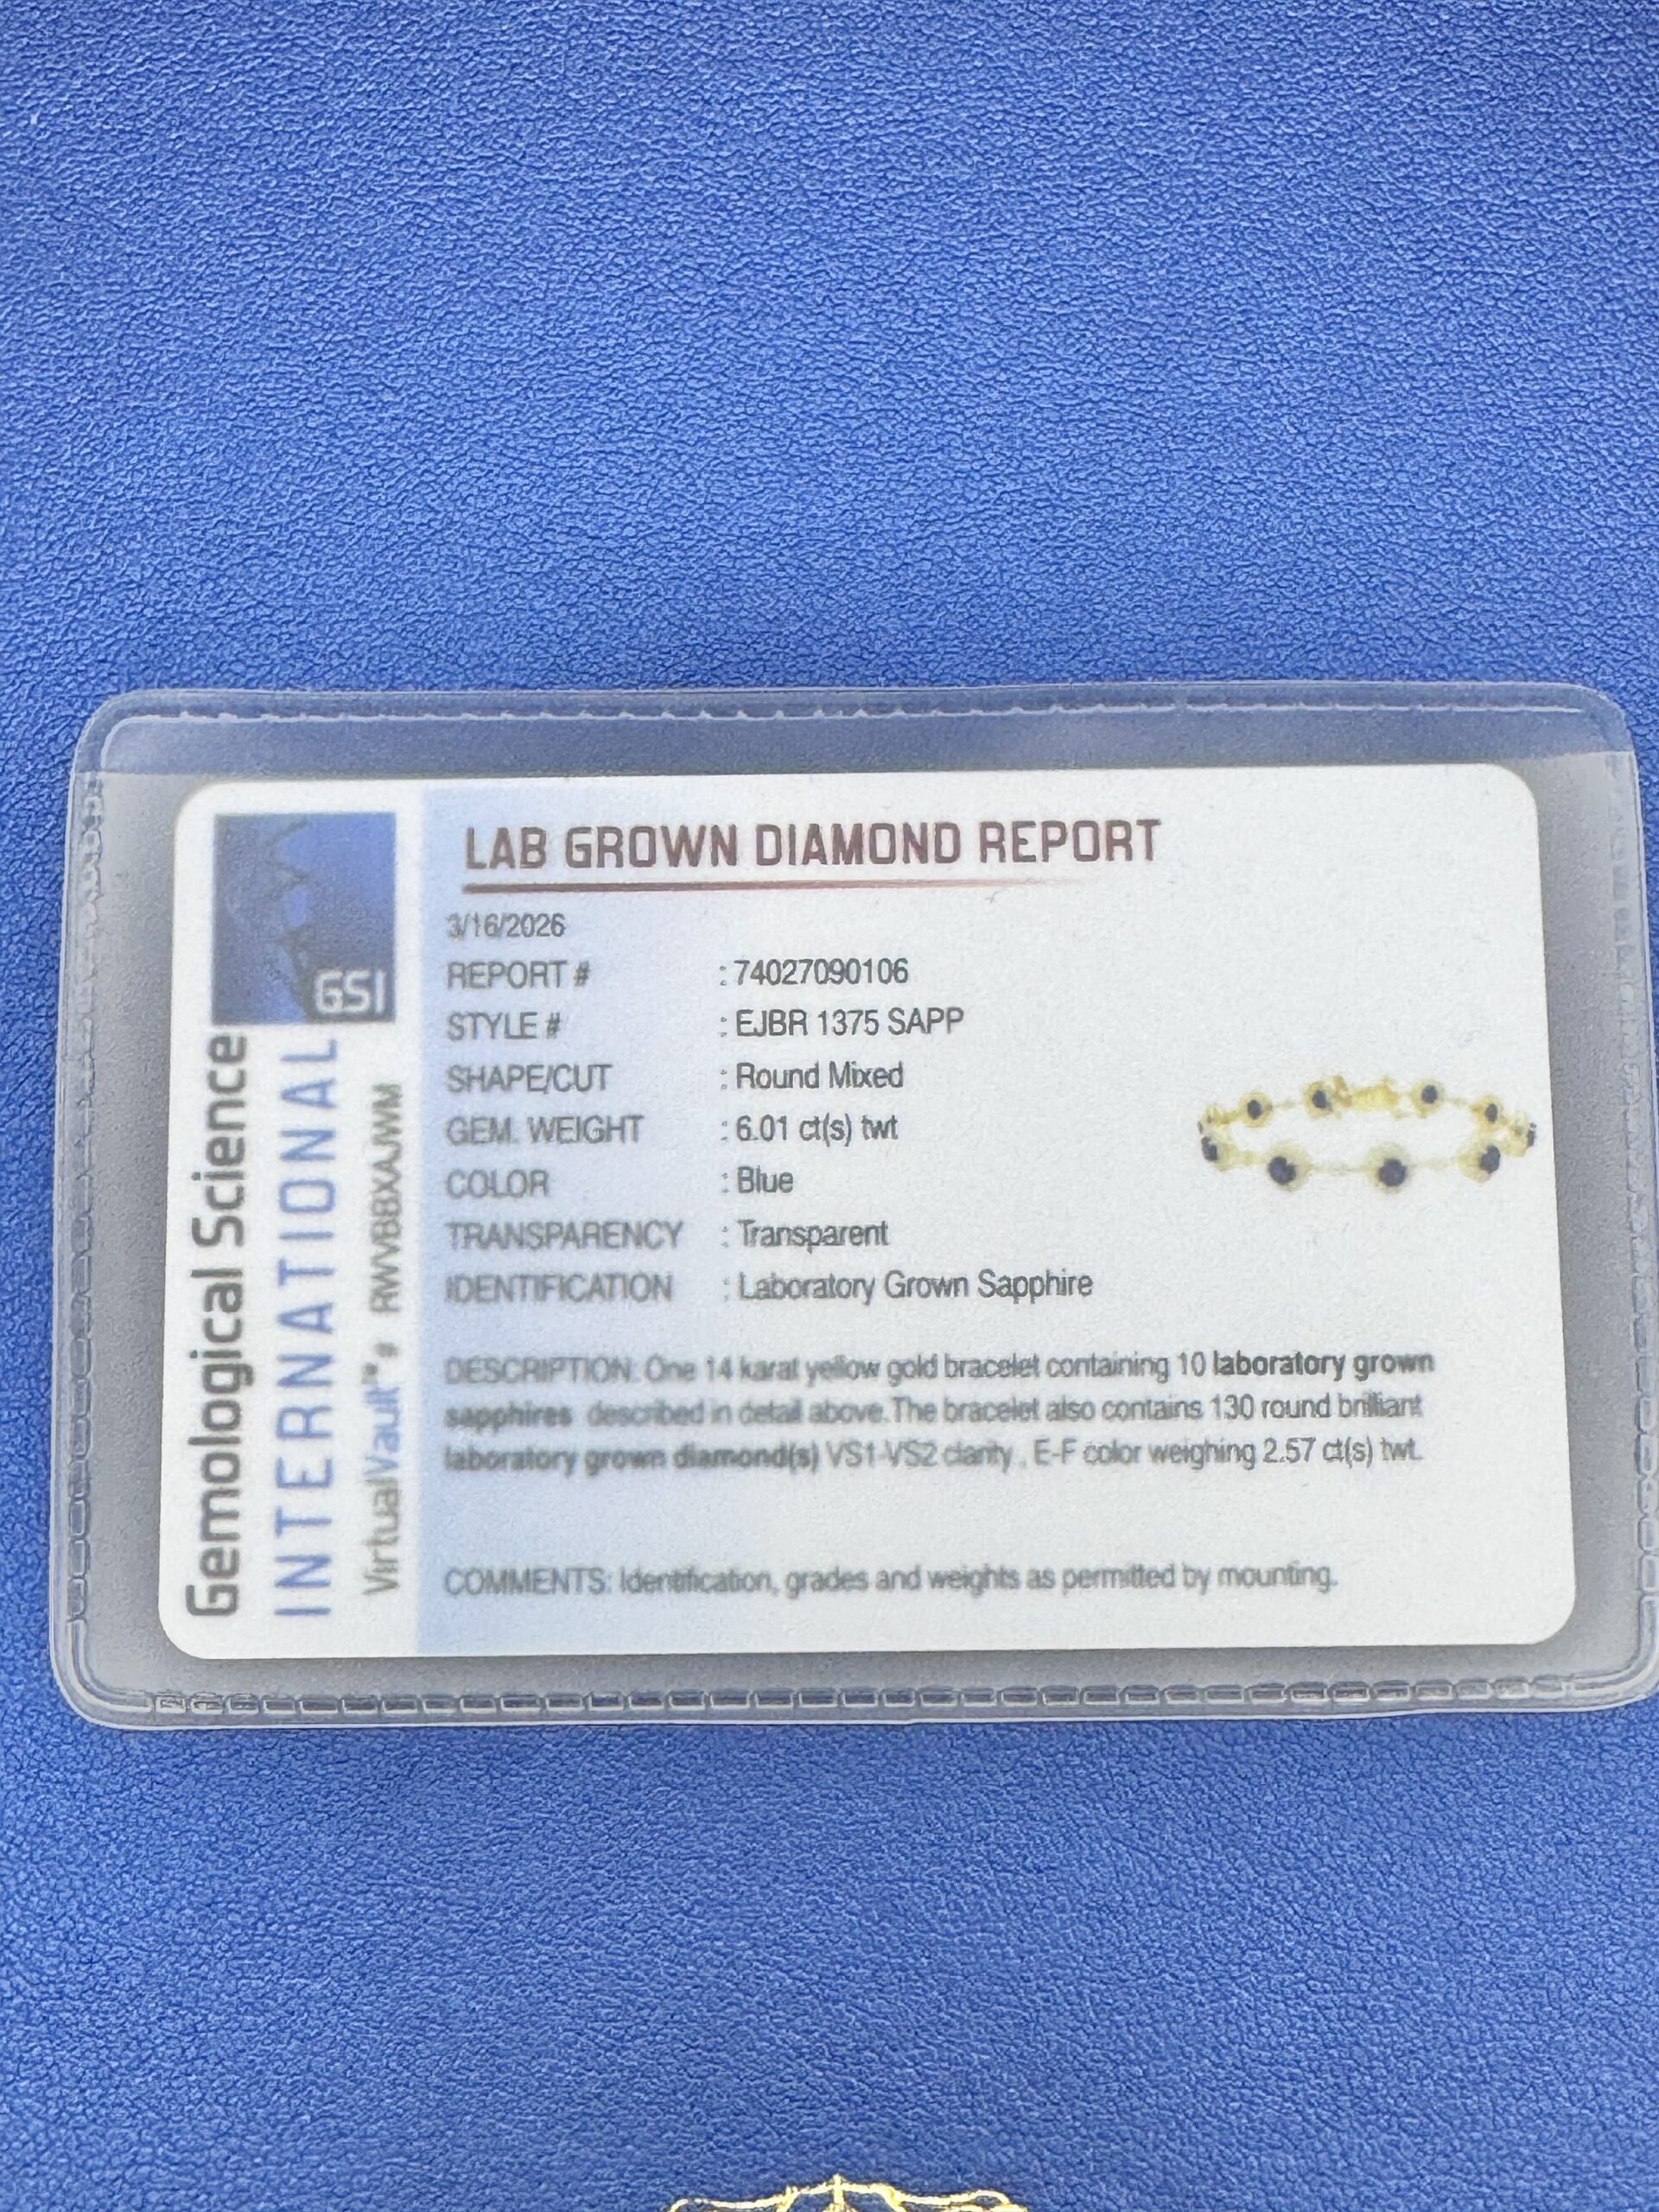 LAB GROWN DIAMOND REPORT
3/16/2026
REPORT # : 74027090106
STYLE # : EJBR 1375 SAPP
SHAPE/CUT : Round Mixed
GEM. WEIGHT : 6.01 ct(s) twt
COLOR : Blue
TRANSPARENCY : Transparent
IDENTIFICATION : Laboratory Grown Sapphire
DESCRIPTION: One 14 karat yellow gold bracelet containing 10 laboratory grown
sapphires described in detail above.The bracelet also contains 130 round brilliant
laboratory grown diamond(s) VS1-VS2 clarity , E-F color weighing 2.57 ct(s) twt.
COMMENTS: Identification, grades and weights as permitted by mounting.
GSI
Gemological Science
INTERNATIONAL
VirtualVault™ #